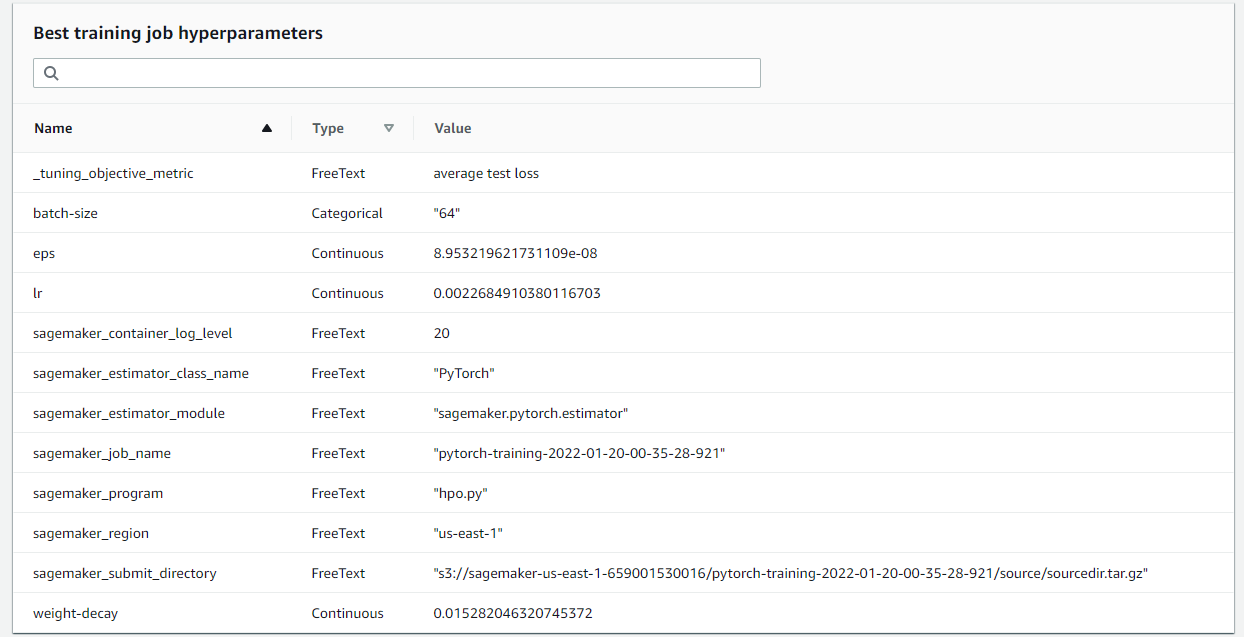 Best training job hyperparameters
Name Type Value
_tuning_objective_metric FreeText average test loss
batch-size Categorical "64"
eps Continuous 8.953219621731109e-08
lr Continuous 0.0022684910380116703
sagemaker_container_log_level FreeText 20
sagemaker_estimator_class_name FreeText "PyTorch"
sagemaker_estimator_module FreeText "sagemaker.pytorch.estimator"
sagemaker_job_name FreeText "pytorch-training-2022-01-20-00-35-28-921"
sagemaker_program FreeText "hpo.py"
sagemaker_region FreeText "us-east-1"
sagemaker_submit_directory FreeText "s3://sagemaker-us-east-1-659001530016/pytorch-training-2022-01-20-00-35-28-921/source/sourcedir.tar.gz"
weight-decay Continuous 0.015282046320745372